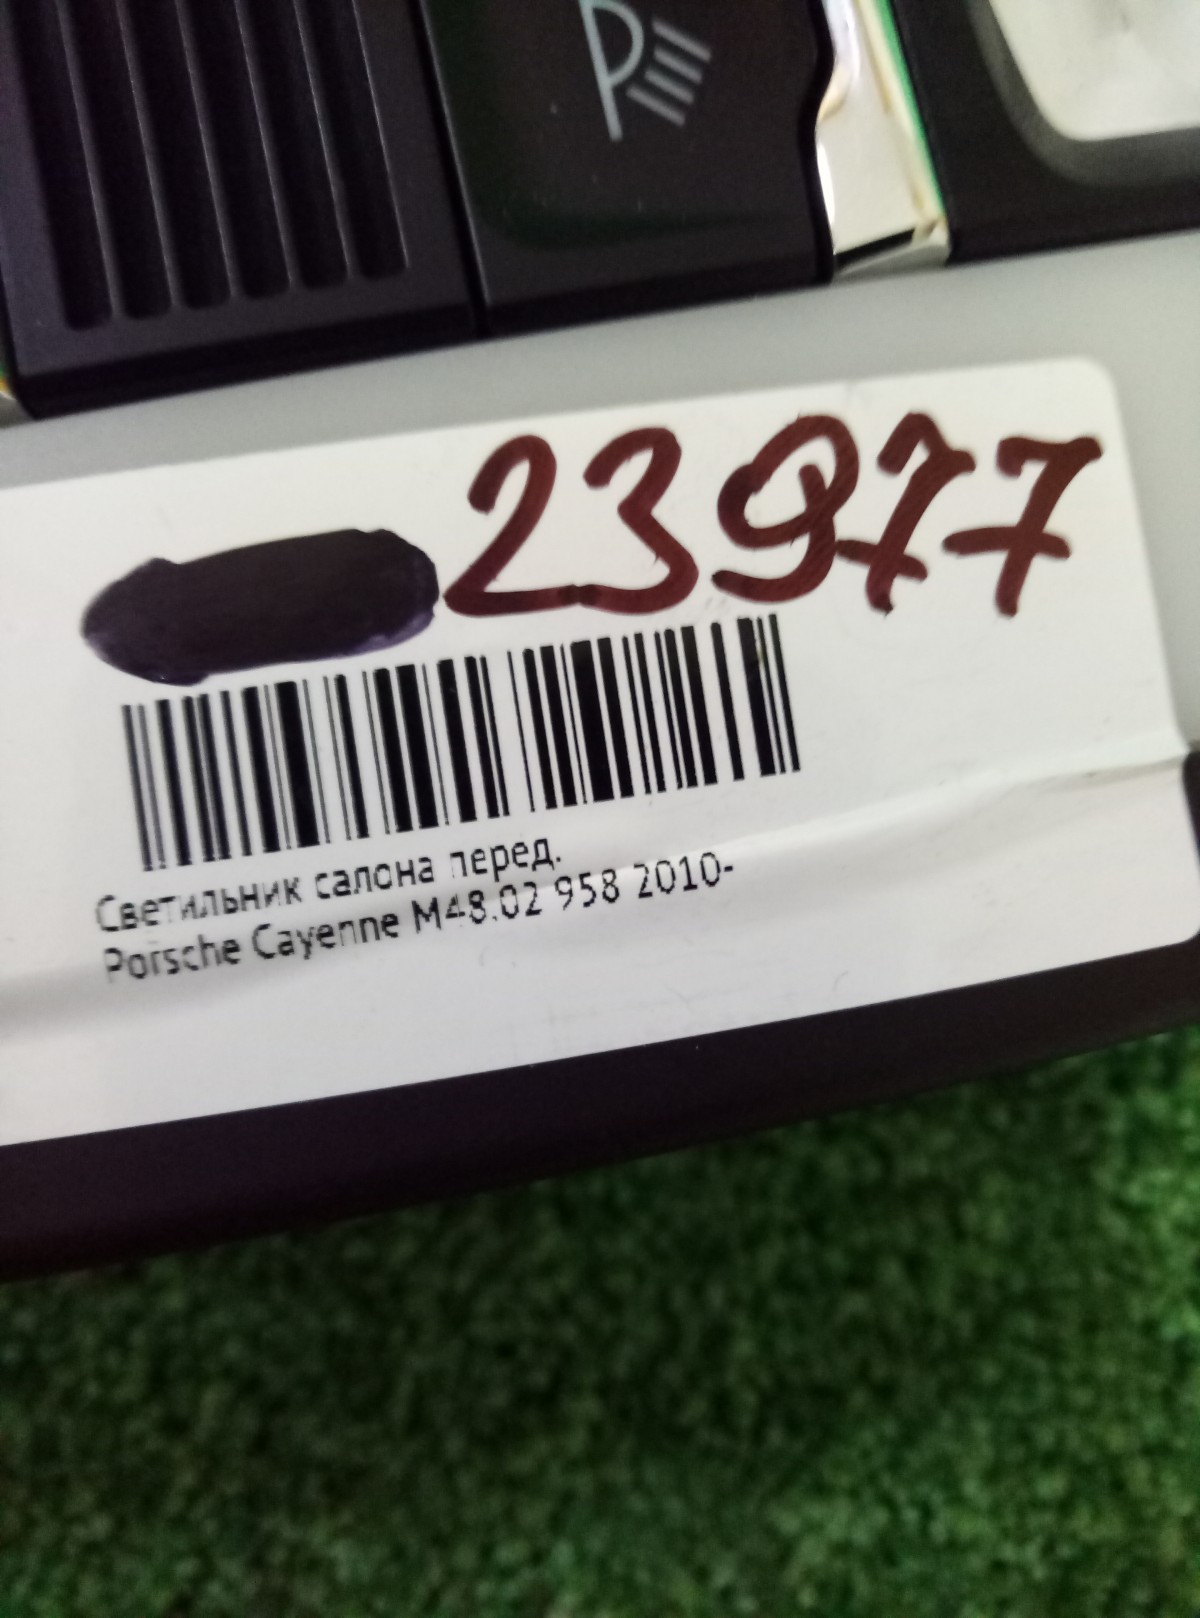 23977
Светильник салона перед.
Porsche Cayenne M48.02 958 2010-